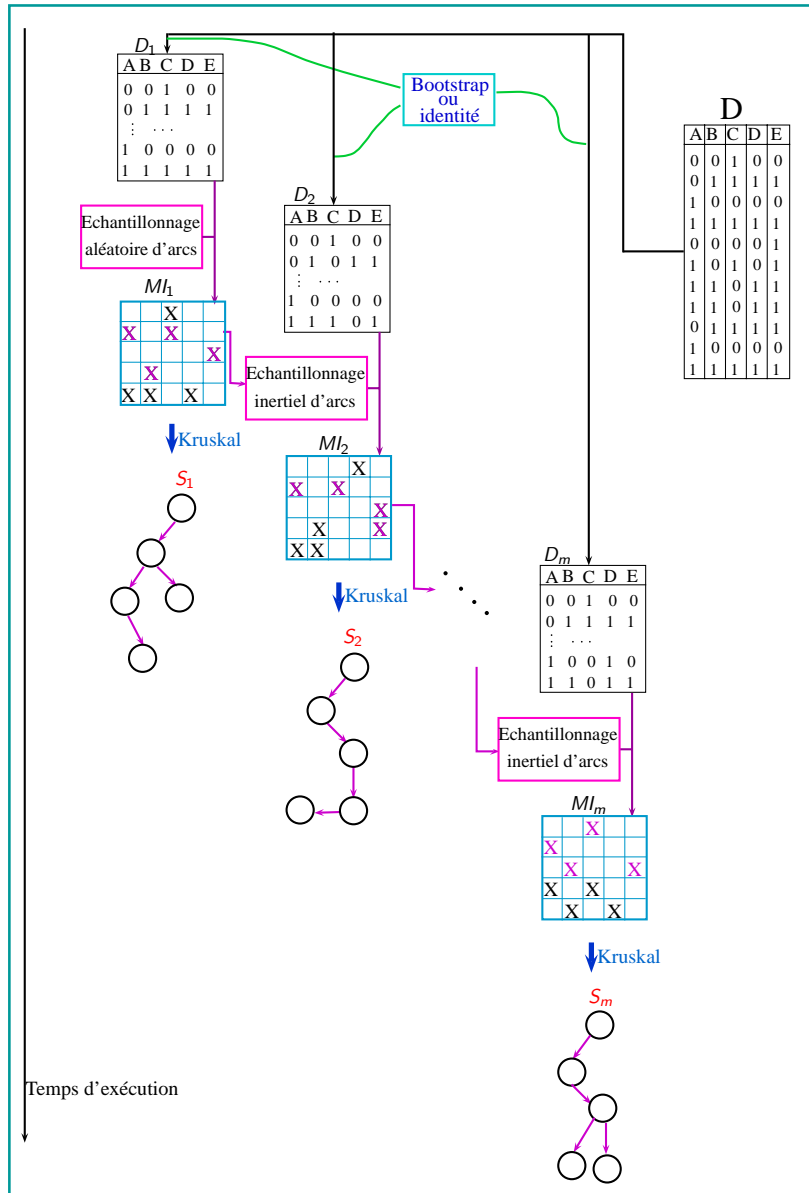 D1
A B C D E
0 0 1 0 0
0 1 1 1 1
⋮ ...
1 0 0 0 0
1 1 1 1 1
Bootstrap
ou
identité
D
A B C D E
0 0 1 0 0
0 1 1 1 1
1 0 0 0 0
1 1 1 1 1
0 0 0 0 1
1 0 1 0 1
1 1 0 1 1
1 1 1 1 1
0 1 1 0 1
1 0 0 1 0
1 1 1 1 1
D2
A B C D E
0 0 1 0 0
0 1 0 1 1
⋮ ...
1 0 0 0 0
1 1 1 0 1
Echantillonnage
aléatoire d'arcs
MI1
X
X X
X
X
X X X
Echantillonnage
inertiel d'arcs
Kruskal
S1
MI2
X
X X
X
X X
X X
Kruskal
S2
Dm
A B C D E
0 0 1 0 0
0 1 1 1 1
⋮ ...
1 0 0 1 0
1 1 0 1 1
Echantillonnage
inertiel d'arcs
MIm
X
X
X X
X X
X X
Kruskal
Sm
Temps d'exécution